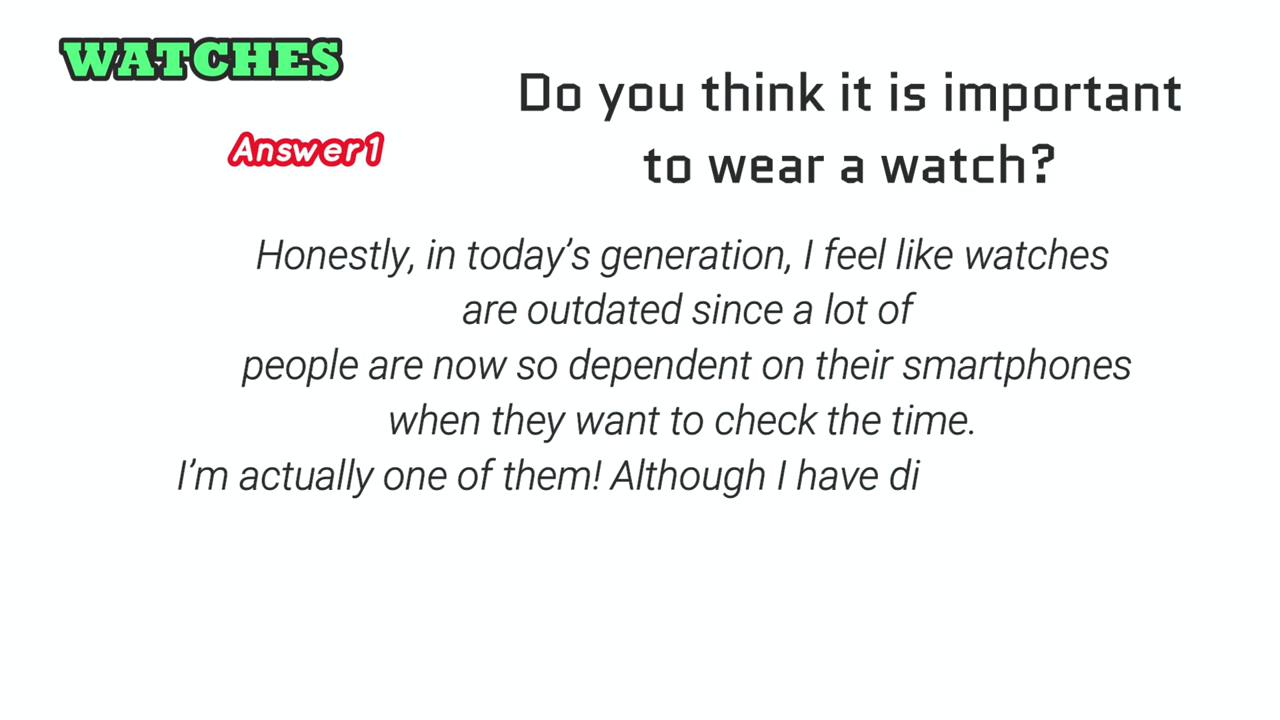 WATCHES
Do you think it is important
to wear a watch?
Answer 1
Honestly, in today’s generation, I feel like watches
are outdated since a lot of
people are now so dependent on their smartphones
when they want to check the time.
I’m actually one of them! Although I have di